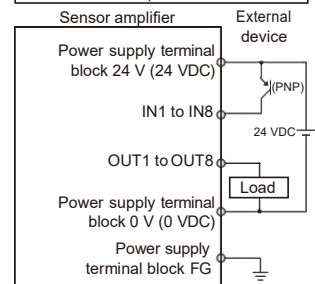 Sensor amplifier
External
device
Power supply terminal
block 24 V (24 VDC)
(PNP)
IN1 to IN8
24 VDC
OUT1 to OUT8
Load
Power supply terminal
block 0 V (0 VDC)
Power supply
terminal block FG